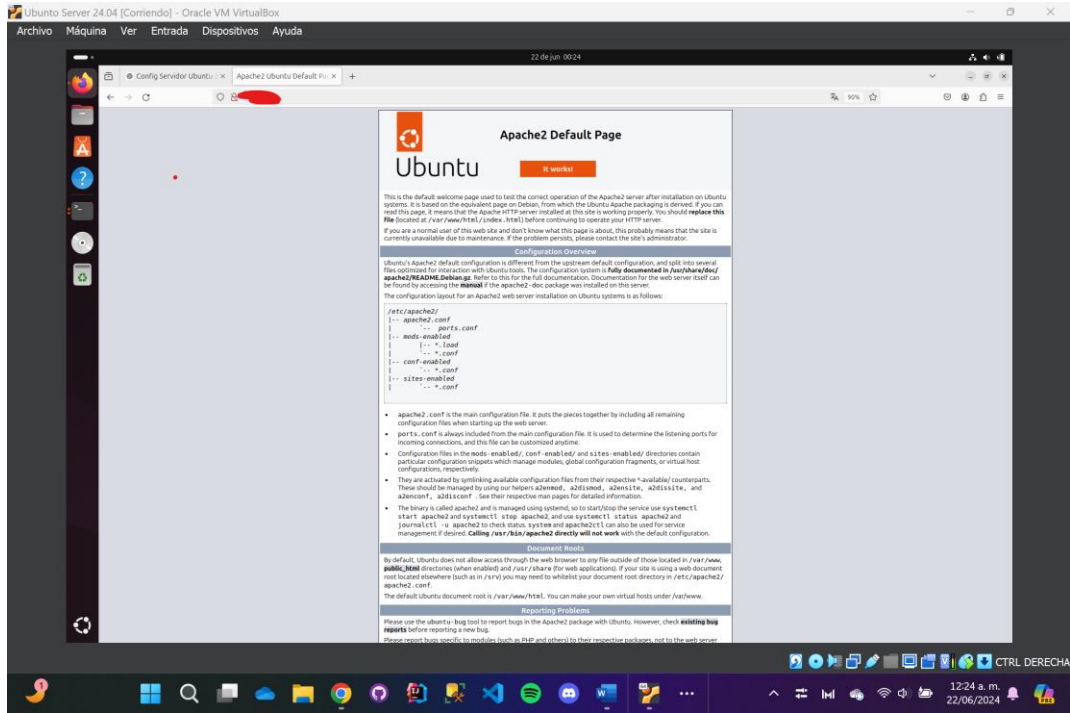 Ubunto Server 24.04 [Corriendo] - Oracle VM VirtualBox
Archivo Máquina Ver Entrada Dispositivos Ayuda
22 de jun 00:24
Config Servidor Ubuntu
Apache2 Ubuntu Default Pa
90%
Ubuntu
Apache2 Default Page
It works!
This is the default welcome page used to test the correct operation of the Apache2 server after installation on Ubuntu
systems. It is based on the equivalent page on Debian, from which the Ubuntu Apache packaging is derived. If you can
read this page, it means that the Apache HTTP server installed at this site is working properly. You should replace this
file (located at /var/www/html/index.html) before continuing to operate your HTTP server.
If you are a normal user of this web site and don't know what this page is about, this probably means that the site is
currently unavailable due to maintenance. If the problem persists, please contact the site's administrator.
Configuration Overview
Ubuntu's Apache2 default configuration is different from the upstream default configuration, and split into several
files optimized for interaction with Ubuntu tools. The configuration system is fully documented in /usr/share/doc/
apache2/README.Debian.gz. Refer to this for the full documentation. Documentation for the web server itself can
be found by accessing the manual if the apache2-doc package was installed on this server.
The configuration layout for an Apache2 web server installation on Ubuntu systems is as follows:
/etc/apache2/
|-- apache2.conf
|       `--  ports.conf
|-- mods-enabled
|       |-- *.load
|       `-- *.conf
|-- conf-enabled
|       `-- *.conf
|-- sites-enabled
|       `-- *.conf
• apache2.conf is the main configuration file. It puts the pieces together by including all remaining
configuration files when starting up the web server.
• ports.conf is always included from the main configuration file. It is used to determine the listening ports for
incoming connections, and this file can be customized anytime.
• Configuration files in the mods-enabled/, conf-enabled/ and sites-enabled/ directories contain
particular configuration snippets which manage modules, global configuration fragments, or virtual host
configurations, respectively.
• They are activated by symlinking available configuration files from their respective *-available/ counterparts.
These should be managed by using our helpers a2enmod, a2dismod, a2ensite, a2dissite, and
a2enconf, a2disconf . See their respective man pages for detailed information.
• The binary is called apache2 and is managed using systemd, so to start/stop the service use systemctl
start apache2 and systemctl stop apache2, and use systemctl status apache2 and
journalctl -u apache2 to check status. system and apache2ctl can also be used for service
management if desired. Calling /usr/bin/apache2 directly will not work with the default configuration.
Document Roots
By default, Ubuntu does not allow access through the web browser to any file outside of those located in /var/www,
public_html directories (when enabled) and /usr/share (for web applications). If your site is using a web document
root located elsewhere (such as in /srv) you may need to whitelist your document root directory in /etc/apache2/
apache2.conf.
The default Ubuntu document root is /var/www/html. You can make your own virtual hosts under /var/www.
Reporting Problems
Please use the ubuntu-bug tool to report bugs in the Apache2 package with Ubuntu. However, check existing bug
reports before reporting a new bug.
Please report bugs specific to modules (such as PHP and others) to their respective packages, not to the web server
CTRL DERECHA
12:24 a. m.
22/06/2024